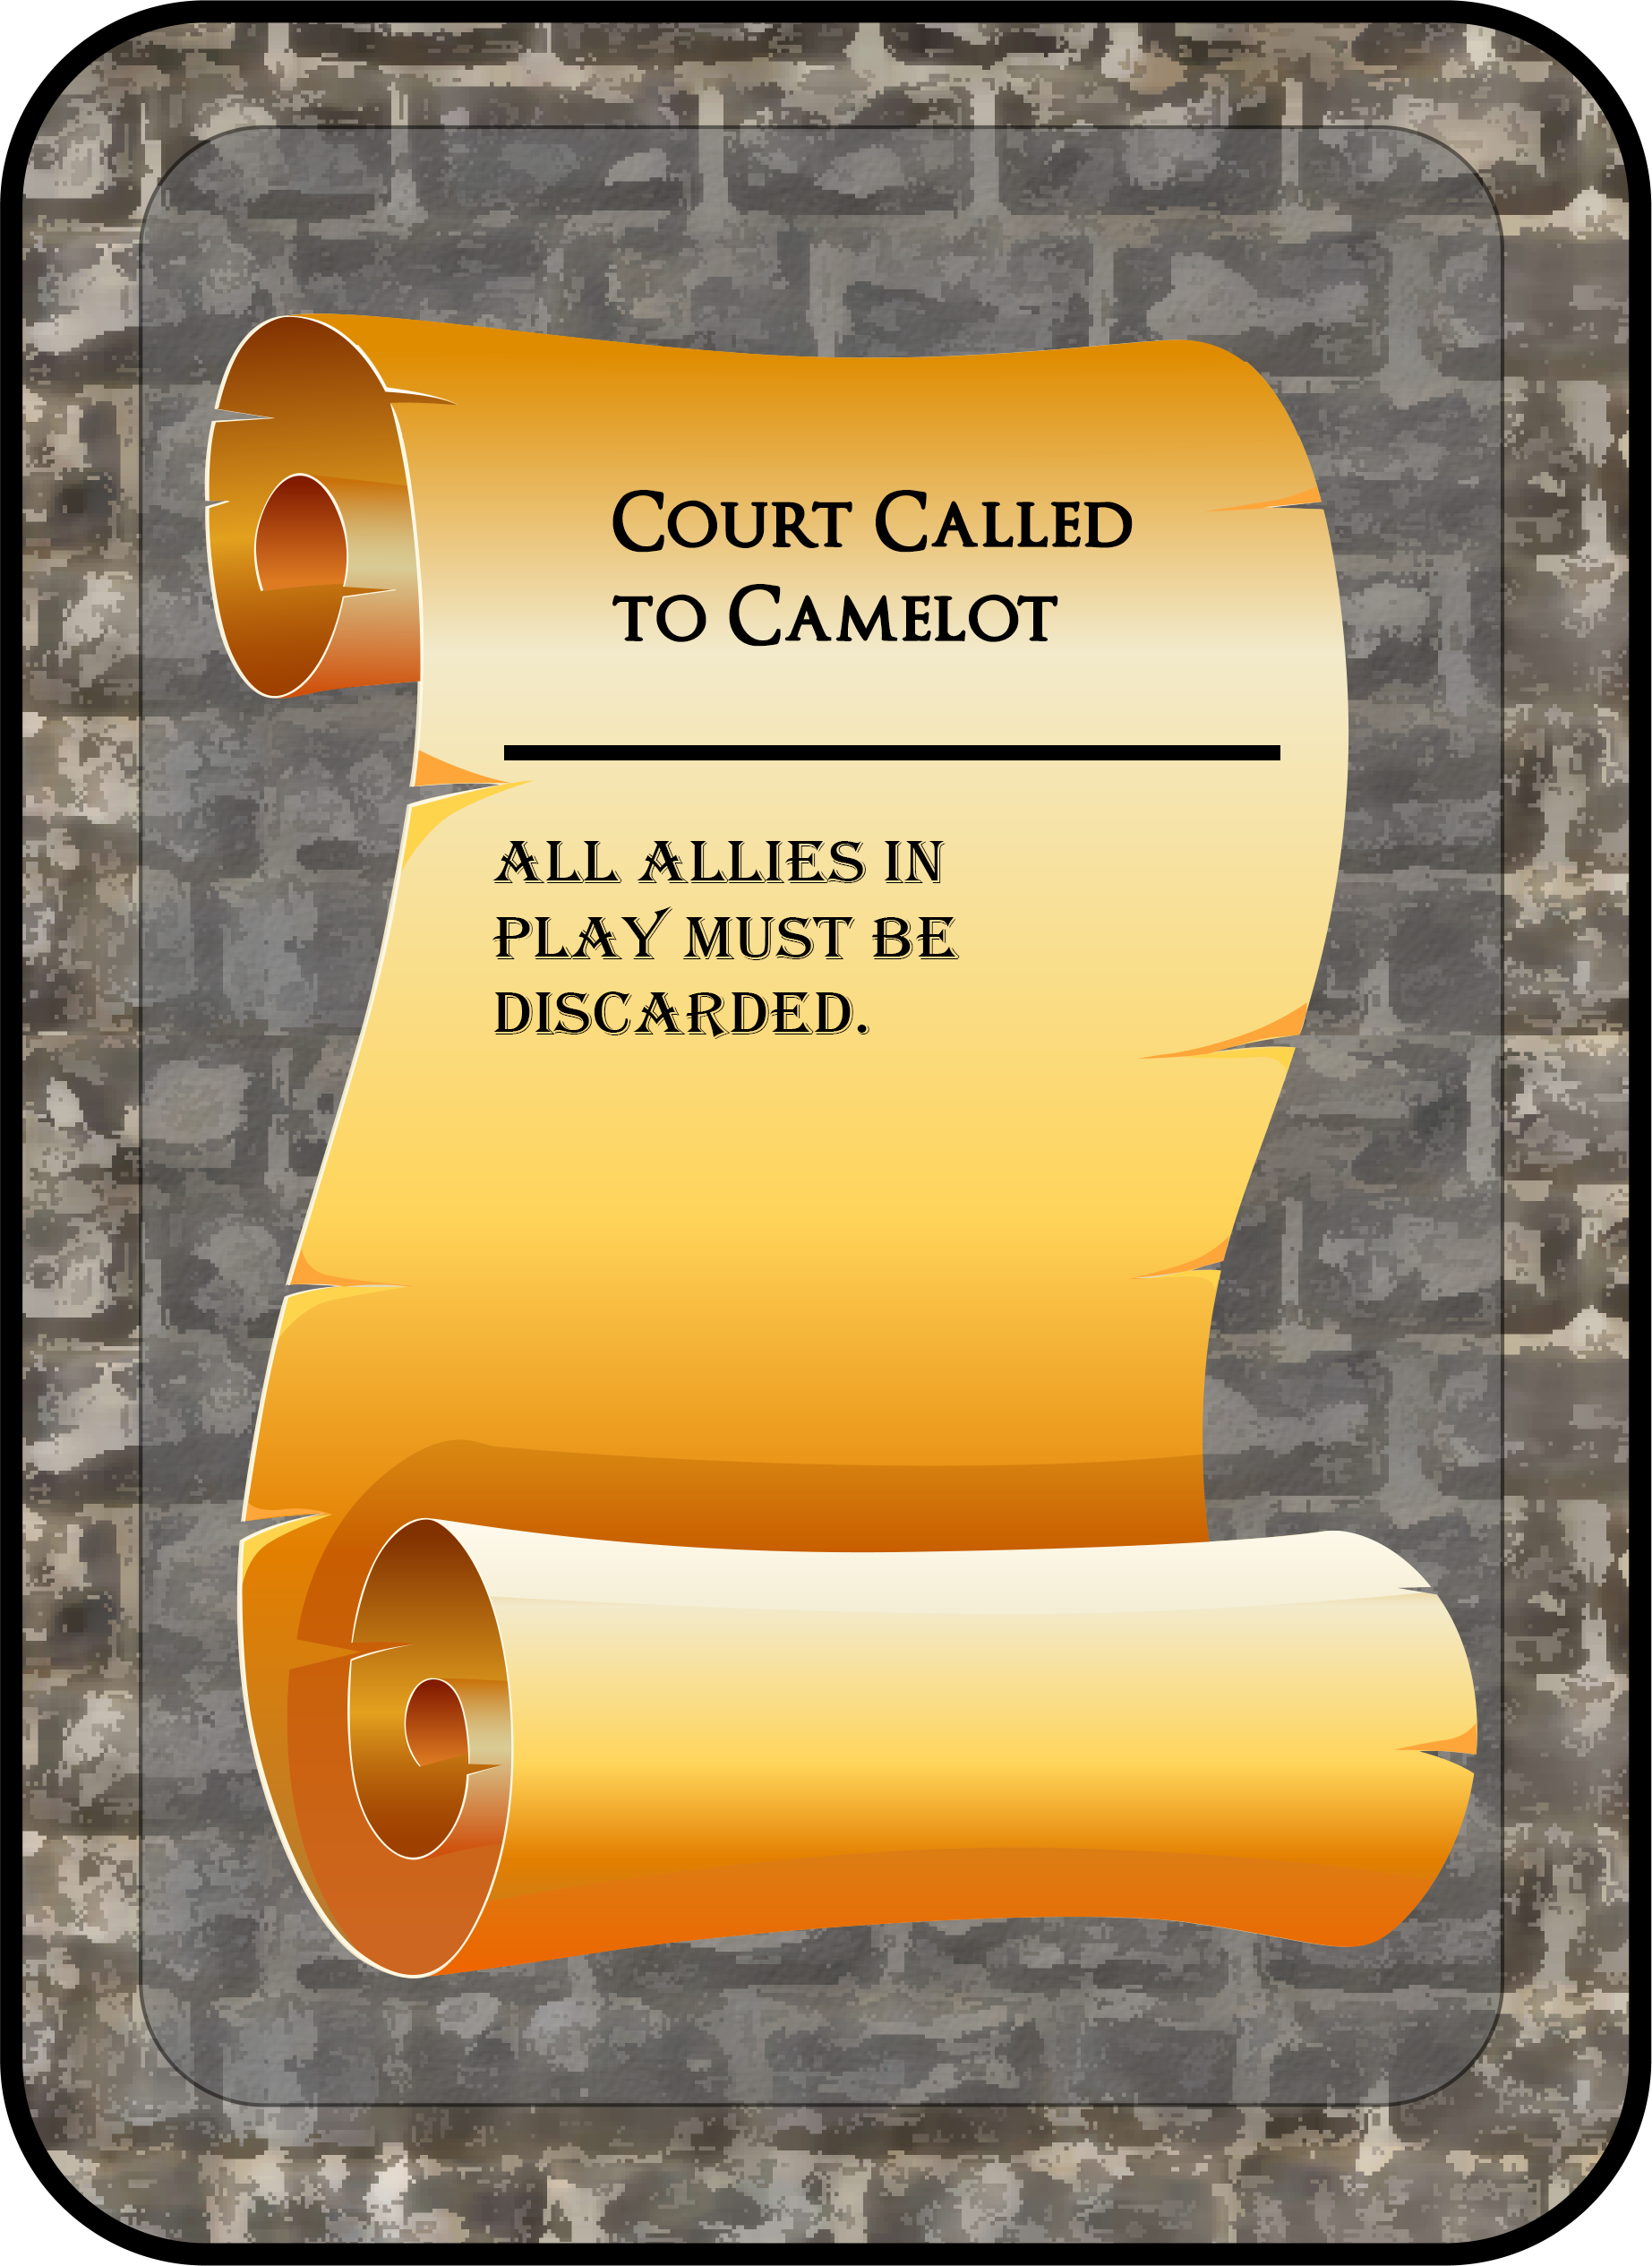 Court Called
to Camelot
All Allies in
play must be
discarded.